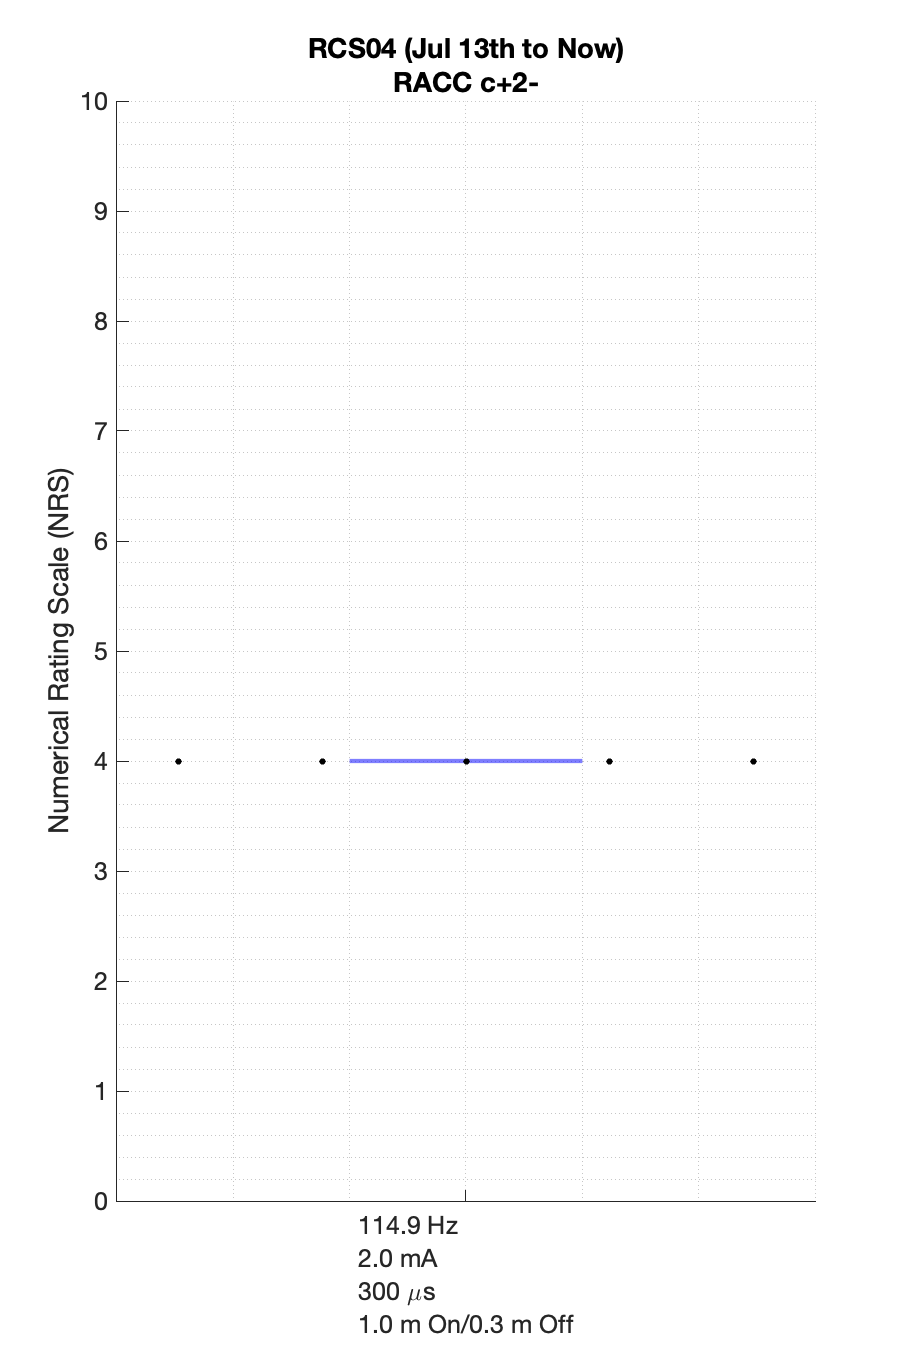 RCS04 (Jul 13th to Now)
RACC c+2-
10
9
8
7
6
5
4
3
2
1
0
Numerical Rating Scale (NRS)
114.9 Hz
2.0 mA
300 μs
1.0 m On/0.3 m Off